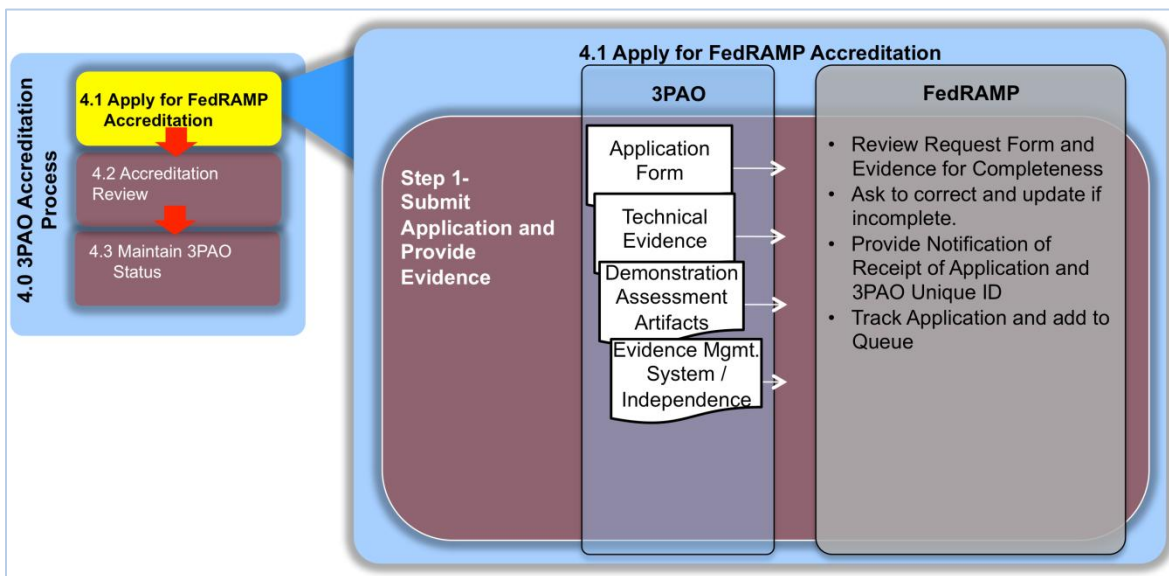 4.0 3PAO Accreditation
Process
4.1 Apply for FedRAMP
Accreditation
4.2 Accreditation
Review
4.3 Maintain 3PAO
Status
4.1 Apply for FedRAMP Accreditation
3PAO
FedRAMP
Step 1-
Submit
Application and
Provide
Evidence
Application
Form
Technical
Evidence
Demonstration
Assessment
Artifacts
Evidence Mgmt.
System /
Independence
• Review Request Form and
Evidence for Completeness
• Ask to correct and update if
incomplete.
• Provide Notification of
Receipt of Application and
3PAO Unique ID
• Track Application and add to
Queue